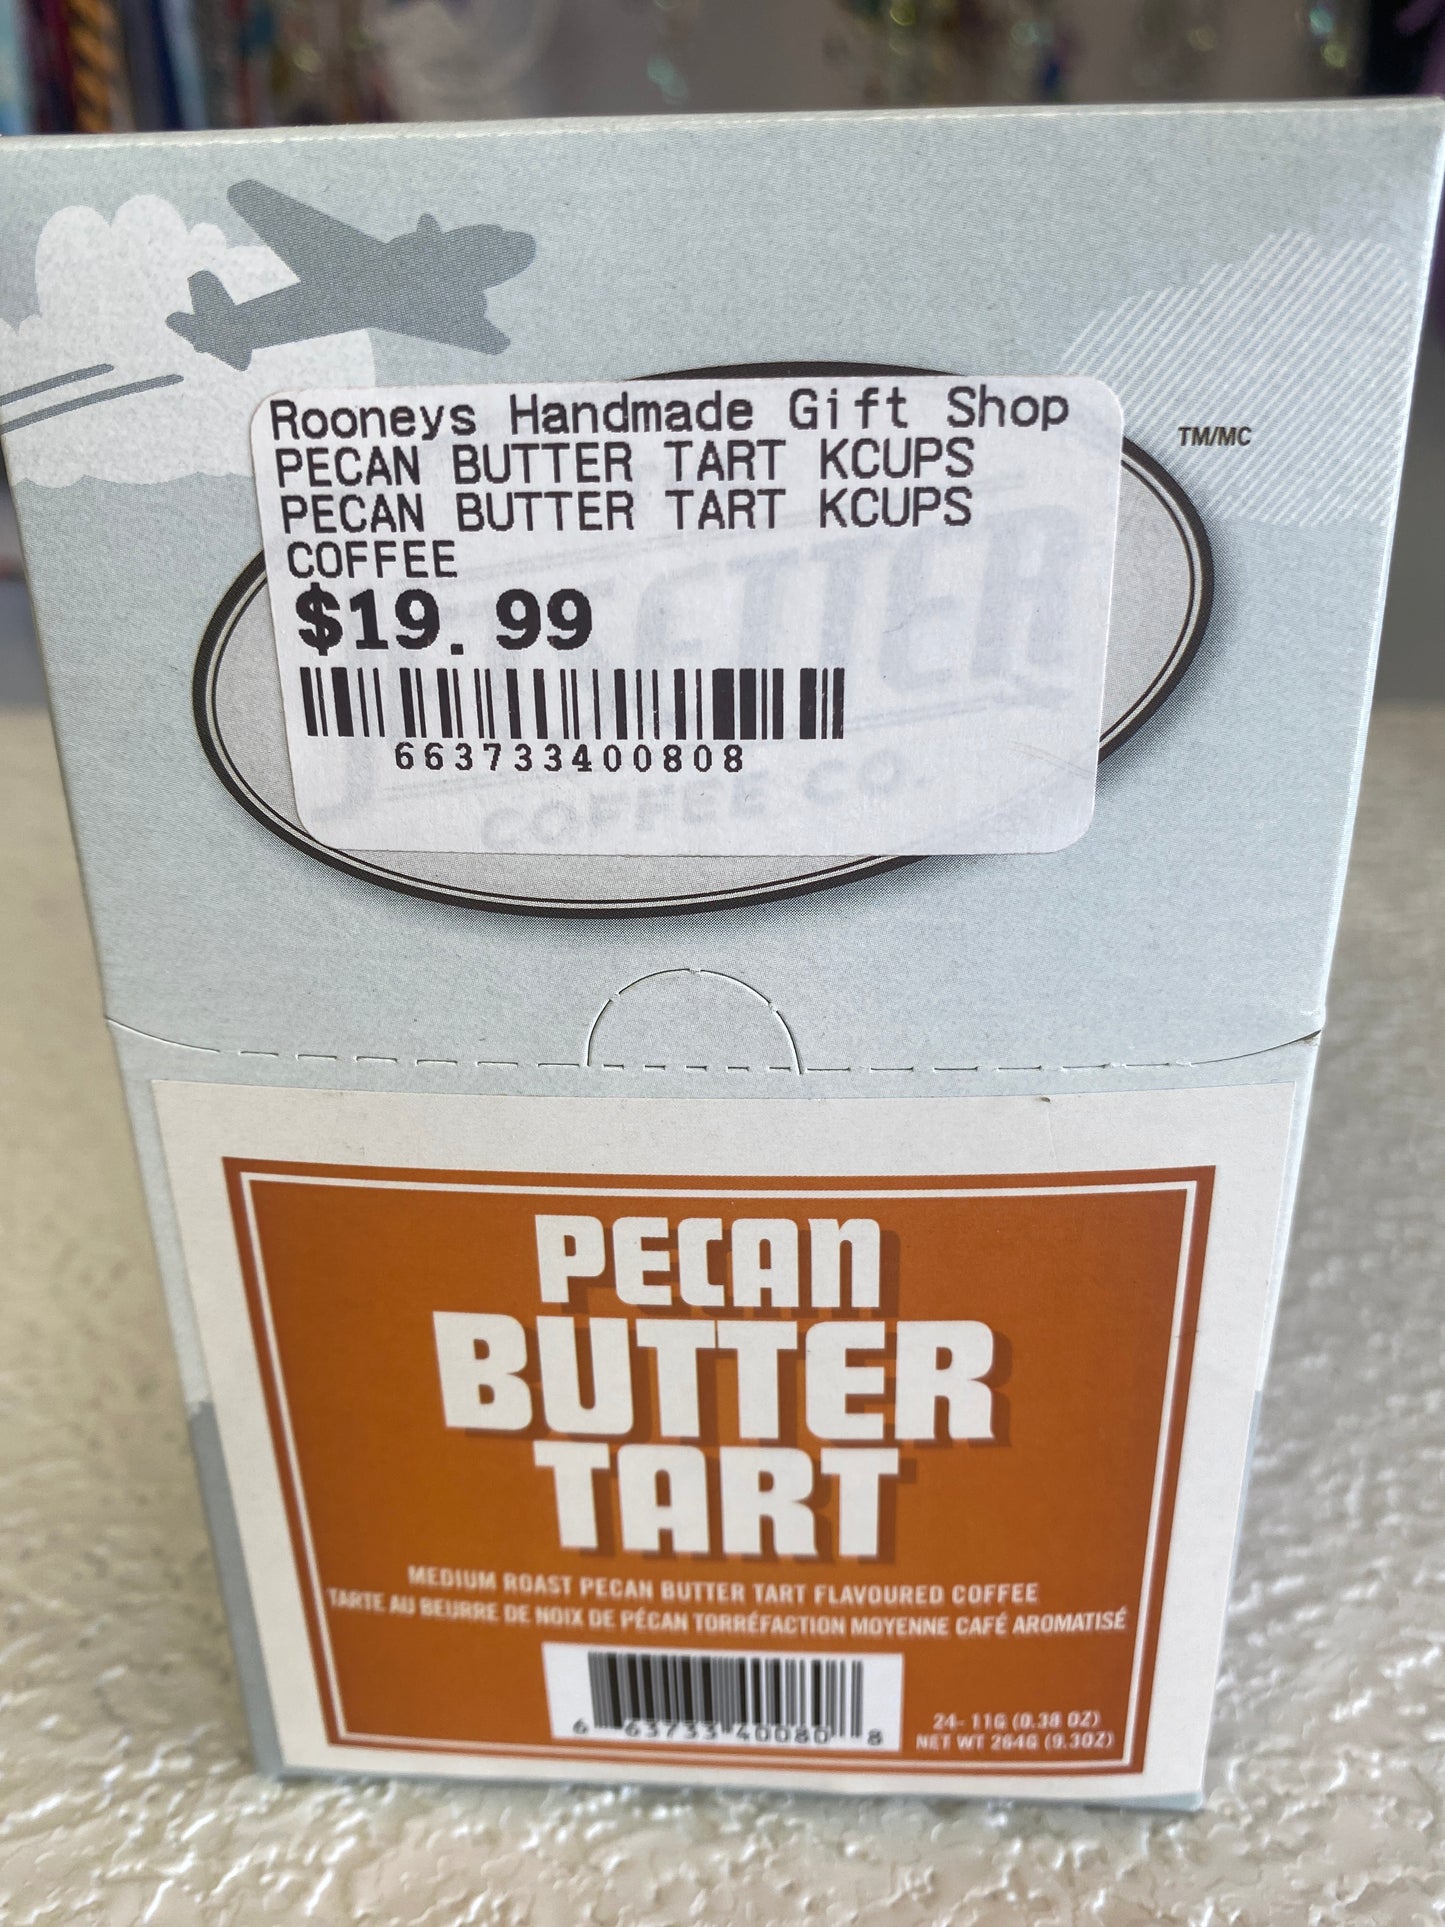 Rooneys Handmade Gift Shop
PECAN BUTTER TART KCUPS
PECAN BUTTER TART KCUPS
COFFEE
$19.99
663733400808
TM/MC
COFFEE CO.
PECAN
BUTTER
TART
MEDIUM ROAST PECAN BUTTER TART FLAVOURED COFFEE
TARTE AU BEURRE DE NOIX DE PÉCAN TORRÉFACTION MOYENNE CAFÉ AROMATISÉ
6 63733 40080 8
24- 11G (0.38 OZ)
NET WT 264G (9.3OZ)